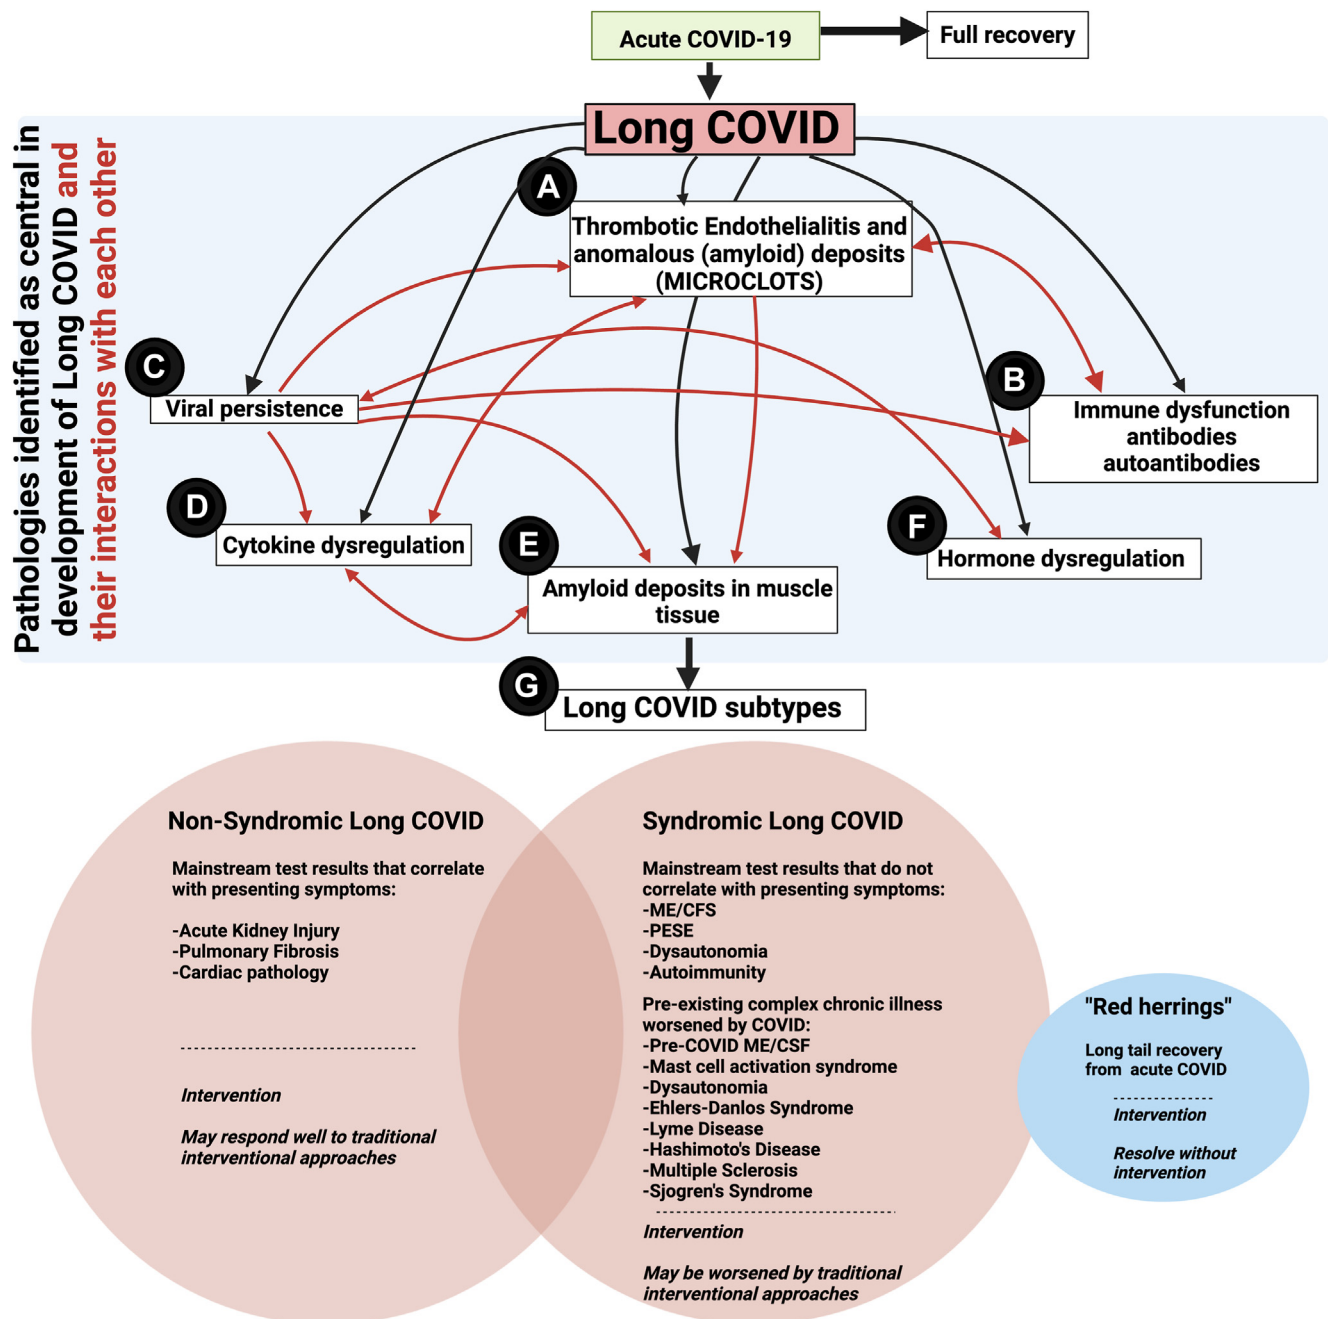 Acute COVID-19
Full recovery
Long COVID
Pathologies identified as central in
development of Long COVID and
their interactions with each other
A
Thrombotic Endothelialitis and
anomalous (amyloid) deposits
(MICROCLOTS)
C
Viral persistence
B
Immune dysfunction
antibodies
autoantibodies
D
Cytokine dysregulation
E
Amyloid deposits in muscle
tissue
F
Hormone dysregulation
G
Long COVID subtypes
Non-Syndromic Long COVID
Mainstream test results that correlate
with presenting symptoms:
-Acute Kidney Injury
-Pulmonary Fibrosis
-Cardiac pathology
Intervention
May respond well to traditional
interventional approaches
Syndromic Long COVID
Mainstream test results that do not
correlate with presenting symptoms:
-ME/CFS
-PESE
-Dysautonomia
-Autoimmunity
Pre-existing complex chronic illness
worsened by COVID:
-Pre-COVID ME/CSF
-Mast cell activation syndrome
-Dysautonomia
-Ehlers-Danlos Syndrome
-Lyme Disease
-Hashimoto's Disease
-Multiple Sclerosis
-Sjogren's Syndrome
Intervention
May be worsened by traditional
interventional approaches
"Red herrings"
Long tail recovery
from acute COVID
Intervention
Resolve without
intervention